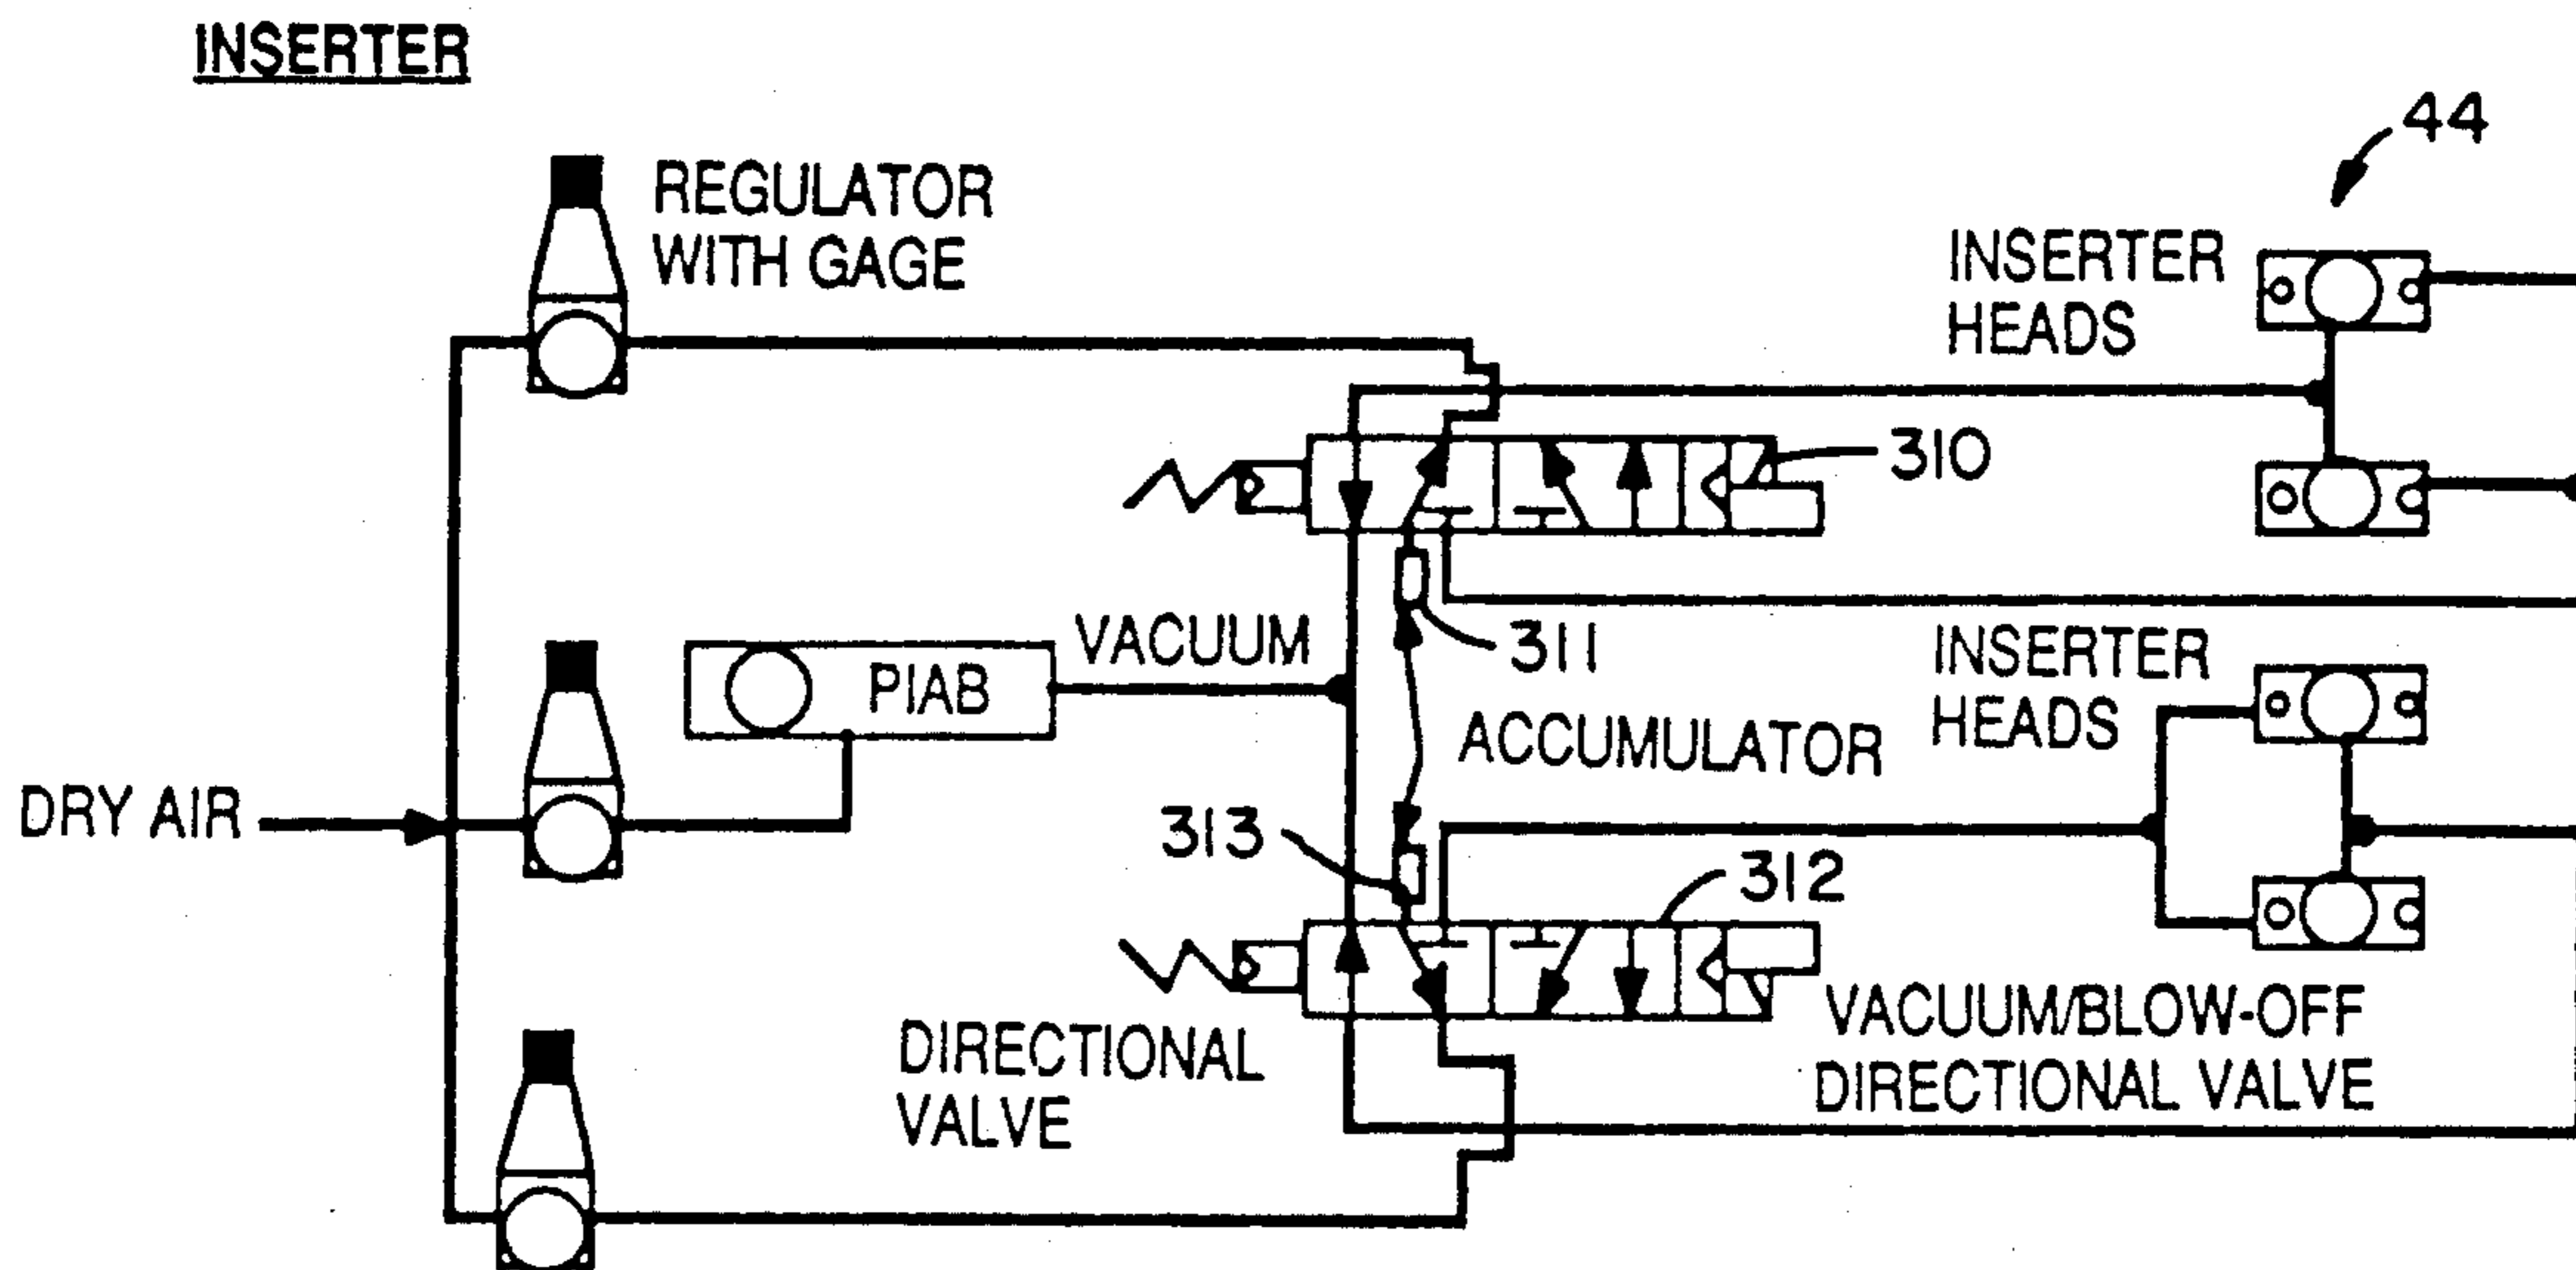 INSERTER
44
REGULATOR
WITH GAGE
INSERTER
HEADS
310
VACUUM
311
INSERTER
HEADS
PIAB
ACCUMULATOR
DRY AIR
313
312
VACUUM/BLOW-OFF
DIRECTIONAL VALVE
DIRECTIONAL
VALVE